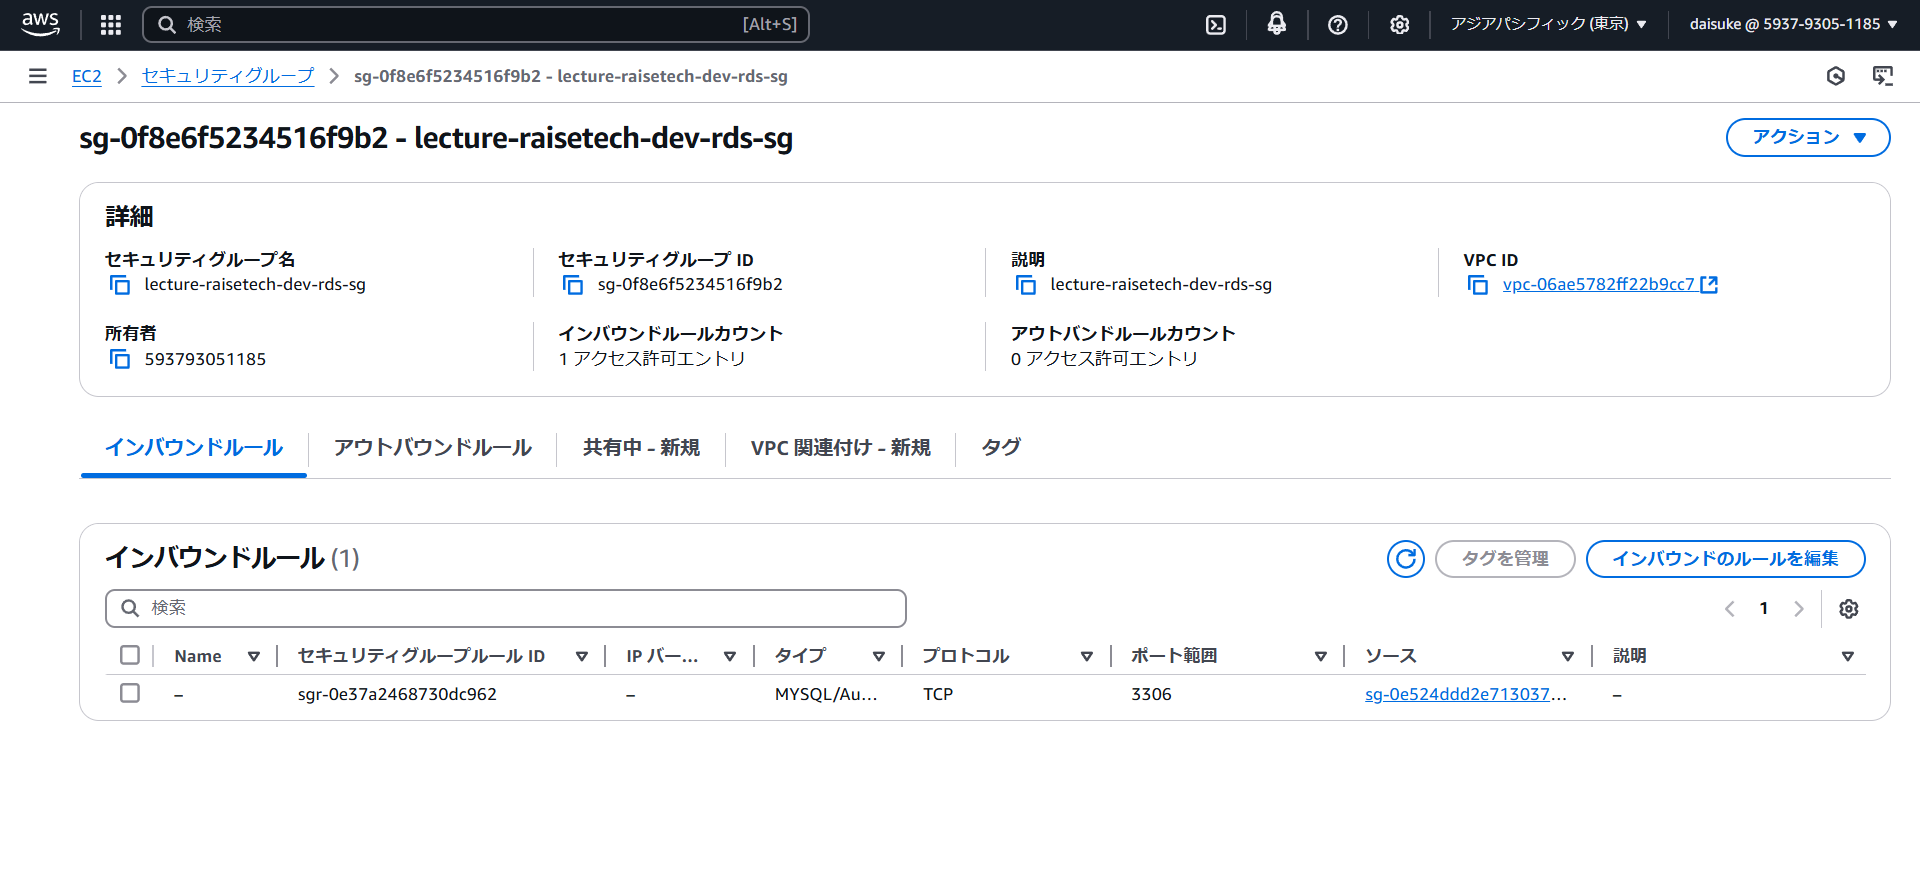 aws 検索 [Alt+S] アジアパシフィック (東京) daisuke @ 5937-9305-1185
EC2 セキュリティグループ sg-0f8e6f5234516f9b2 - lecture-raisetech-dev-rds-sg
sg-0f8e6f5234516f9b2 - lecture-raisetech-dev-rds-sg アクション
詳細
セキュリティグループ名 セキュリティグループ ID 説明 VPC ID
lecture-raisetech-dev-rds-sg sg-0f8e6f5234516f9b2 lecture-raisetech-dev-rds-sg vpc-06ae5782ff22b9cc7
所有者 インバウンドルールカウント アウトバンドルールカウント
593793051185 1 アクセス許可エントリ 0 アクセス許可エントリ
インバウンドルール アウトバウンドルール 共有中 - 新規 VPC 関連付け - 新規 タグ
インバウンドルール (1) タグを管理 インバウンドのルールを編集
検索 1
Name セキュリティグループルール ID IP バー... タイプ プロトコル ポート範囲 ソース 説明
– sgr-0e37a2468730dc962 – MYSQL/Au... TCP 3306 sg-0e524ddd2e713037... –